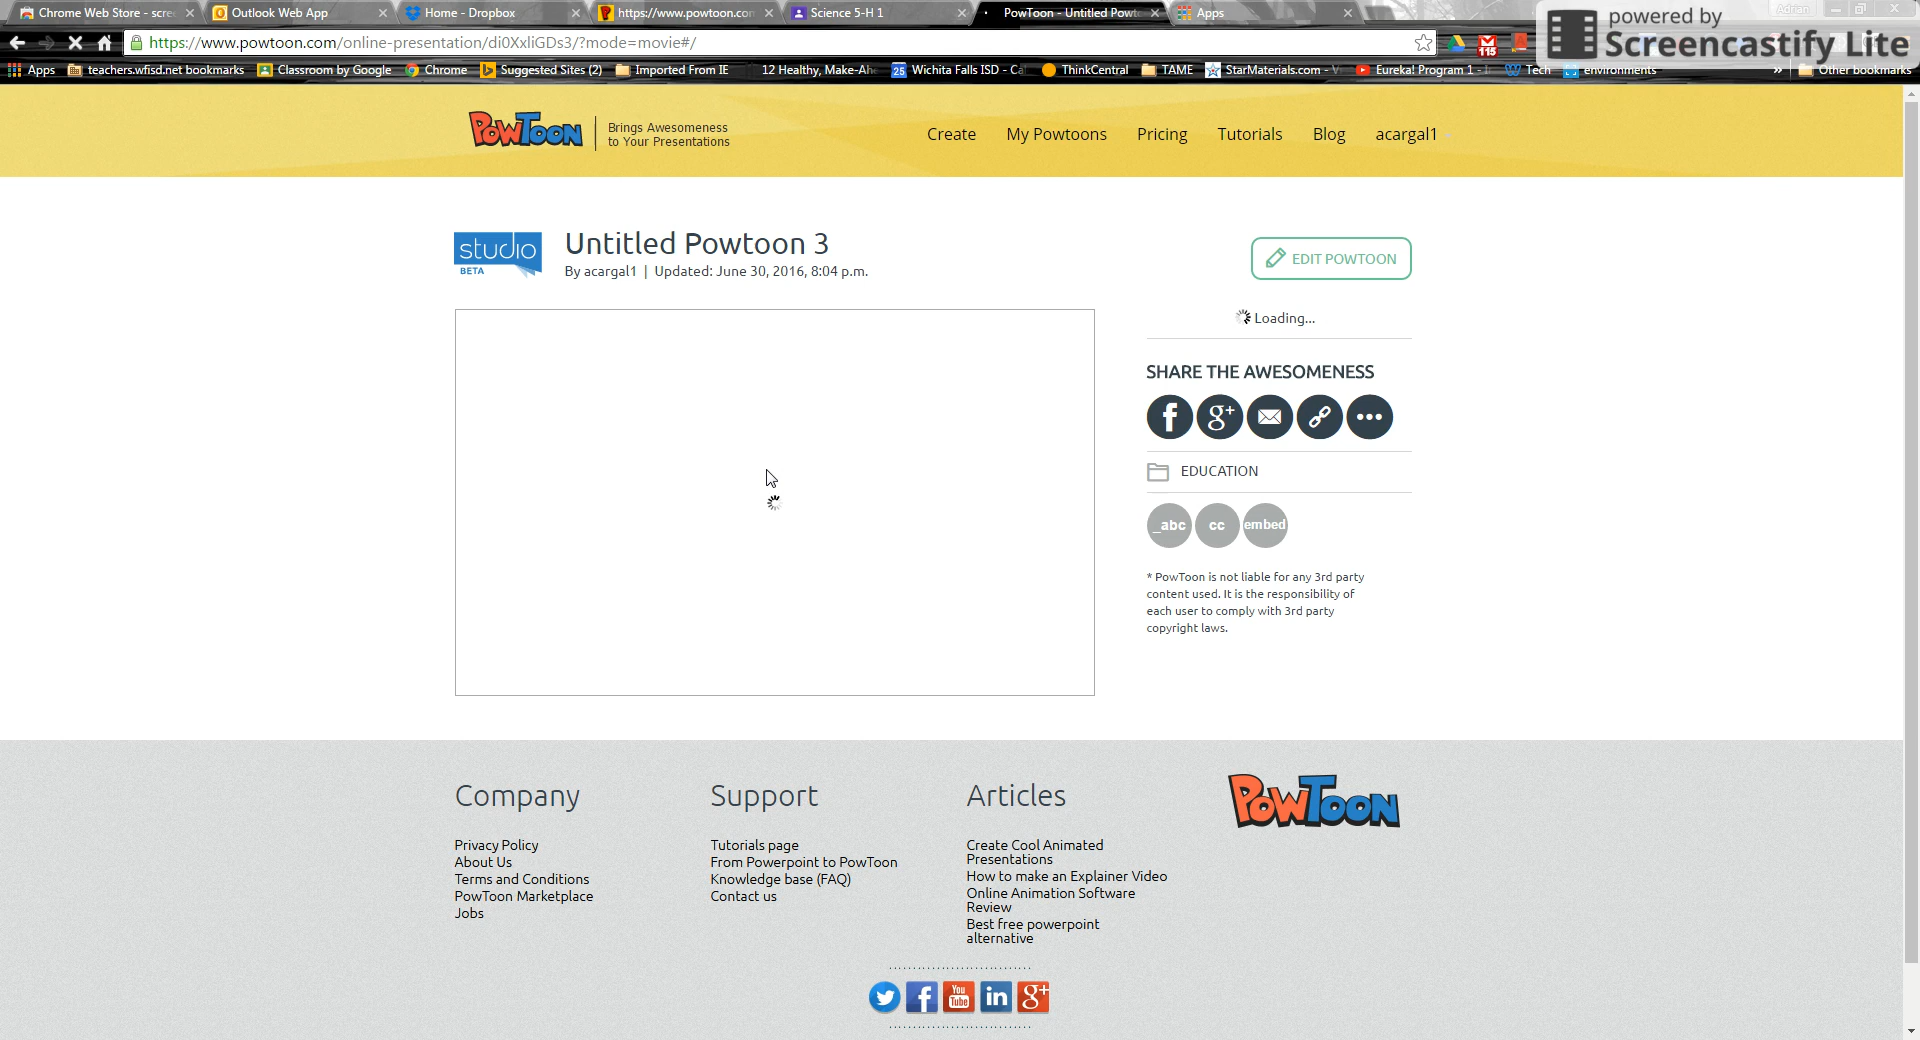 Chrome Web Store - scre
Outlook Web App
Home - Dropbox
https://www.powtoon.com
Science 5-H 1
PowToon - Untitled Powto
Apps
Adrian
powered by
Screencastify Lite
https://www.powtoon.com/online-presentation/di0XxliGDs3/?mode=movie#/
115
Apps
teachers.wfisd.net bookmarks
Classroom by Google
Chrome
Suggested Sites (2)
Imported From IE
12 Healthy, Make-Ah
25
Wichita Falls ISD - Ca
ThinkCentral
TAME
StarMaterials.com - V
Eureka! Program 1 -
Tech
environments
»
Other bookmarks
PowToon
Brings Awesomeness
to Your Presentations
Create
My Powtoons
Pricing
Tutorials
Blog
acargal1
studio
BETA
Untitled Powtoon 3
By acargal1 | Updated: June 30, 2016, 8:04 p.m.
EDIT POWTOON
Loading...
SHARE THE AWESOMENESS
f
g+
EDUCATION
_abc
cc
embed
* PowToon is not liable for any 3rd party
content used. It is the responsibility of
each user to comply with 3rd party
copyright laws.
Company
Privacy Policy
About Us
Terms and Conditions
PowToon Marketplace
Jobs
Support
Tutorials page
From Powerpoint to PowToon
Knowledge base (FAQ)
Contact us
Articles
Create Cool Animated
Presentations
How to make an Explainer Video
Online Animation Software
Review
Best free powerpoint
alternative
PowToon
f
You
Tube
in
g+